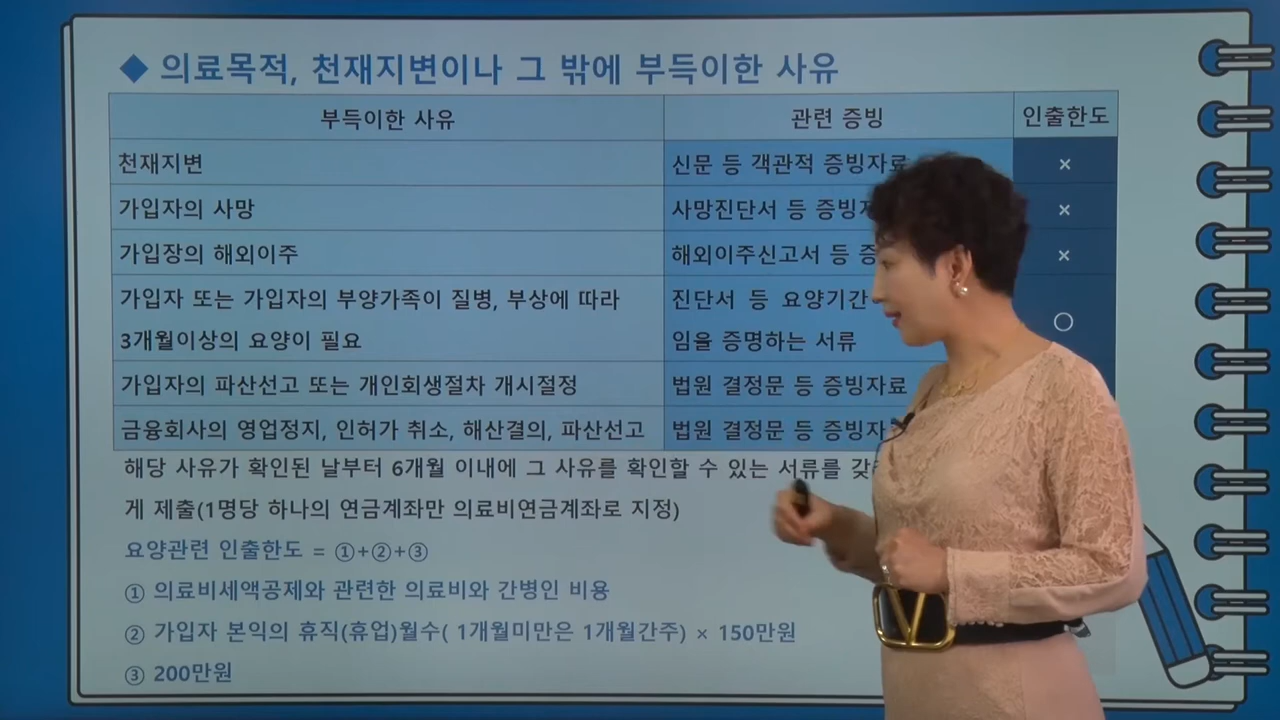 ◆ 의료목적, 천재지변이나 그 밖에 부득이한 사유
부득이한 사유 관련 증빙 인출한도
천재지변 신문 등 객관적 증빙자료 ×
가입자의 사망 사망진단서 등 ×
가입장의 해외이주 해외이주신고서 등 ×
가입자 또는 가입자의 부양가족이 질병, 부상에 따라 진단서 등 요양기간
3개월이상의 요양이 필요 임을 증명하는 서류 ○
가입자의 파산선고 또는 개인회생절차 개시절정 법원 결정문 등 증빙자료
금융회사의 영업정지, 인허가 취소, 해산결의, 파산선고 법원 결정문 등
해당 사유가 확인된 날부터 6개월 이내에 그 사유를 확인할 수 있는 서류를
게 제출(1명당 하나의 연금계좌만 의료비연금계좌로 지정)
요양관련 인출한도 = ①+②+③
① 의료비세액공제와 관련한 의료비와 간병인 비용
② 가입자 본익의 휴직(휴업)월수( 1개월미만은 1개월간주) × 150만원
③ 200만원